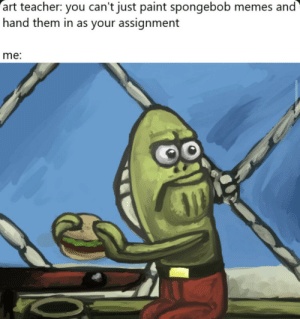 art teacher: you can't just paint spongebob memes and
hand them in as your assignment
me: